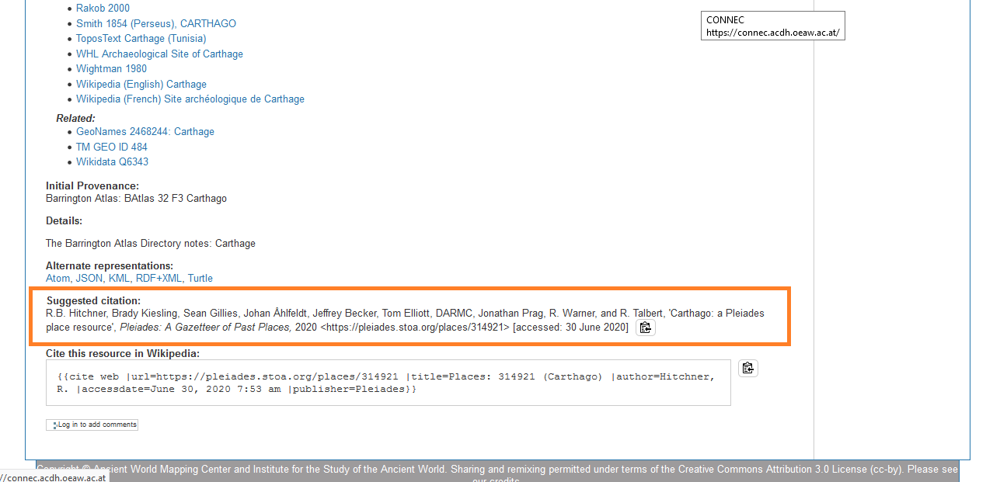 Rakob 2000
Smith 1854 (Perseus), CARTHAGO
ToposText Carthage (Tunisia)
WHL Archaeological Site of Carthage
Wightman 1980
Wikipedia (English) Carthage
Wikipedia (French) Site archéologique de Carthage
CONNEC
https://connec.acdh.oeaw.ac.at/
Related:
GeoNames 2468244: Carthage
TM GEO ID 484
Wikidata Q6343
Initial Provenance:
Barrington Atlas: BAtlas 32 F3 Carthago
Details:
The Barrington Atlas Directory notes: Carthage
Alternate representations:
Atom, JSON, KML, RDF+XML, Turtle
Suggested citation:
R.B. Hitchner, Brady Kiesling, Sean Gillies, Johan Åhlfeldt, Jeffrey Becker, Tom Elliott, DARMC, Jonathan Prag, R. Warner, and R. Talbert, 'Carthago: a Pleiades
place resource', Pleiades: A Gazetteer of Past Places, 2020 <https://pleiades.stoa.org/places/314921> [accessed: 30 June 2020]
Cite this resource in Wikipedia:
{{cite web |url=https://pleiades.stoa.org/places/314921 |title=Places: 314921 (Carthago) |author=Hitchner,
R. |accessdate=June 30, 2020 7:53 am |publisher=Pleiades}}
Log in to add comments
Copyright © Ancient World Mapping Center and Institute for the Study of the Ancient World. Sharing and remixing permitted under terms of the Creative Commons Attribution 3.0 License (cc-by). Please see
our credits
//connec.acdh.oeaw.ac.at